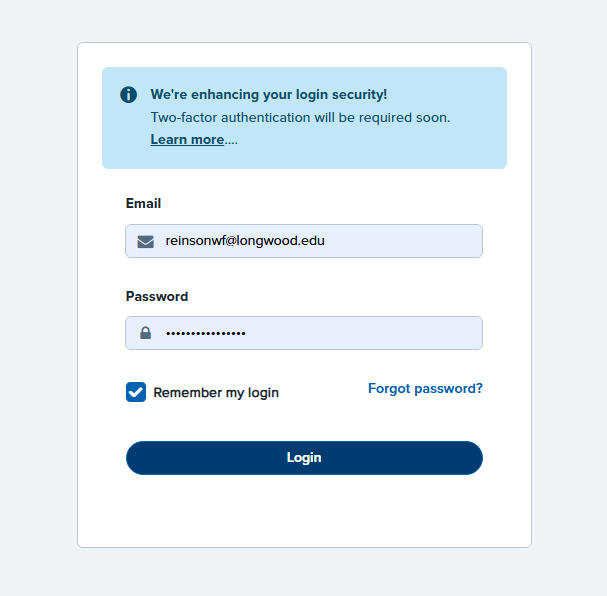 We're enhancing your login security!
Two-factor authentication will be required soon.
Learn more....
Email
reinsonwf@longwood.edu
Password
••••••••••••••••
Remember my login
Forgot password?
Login